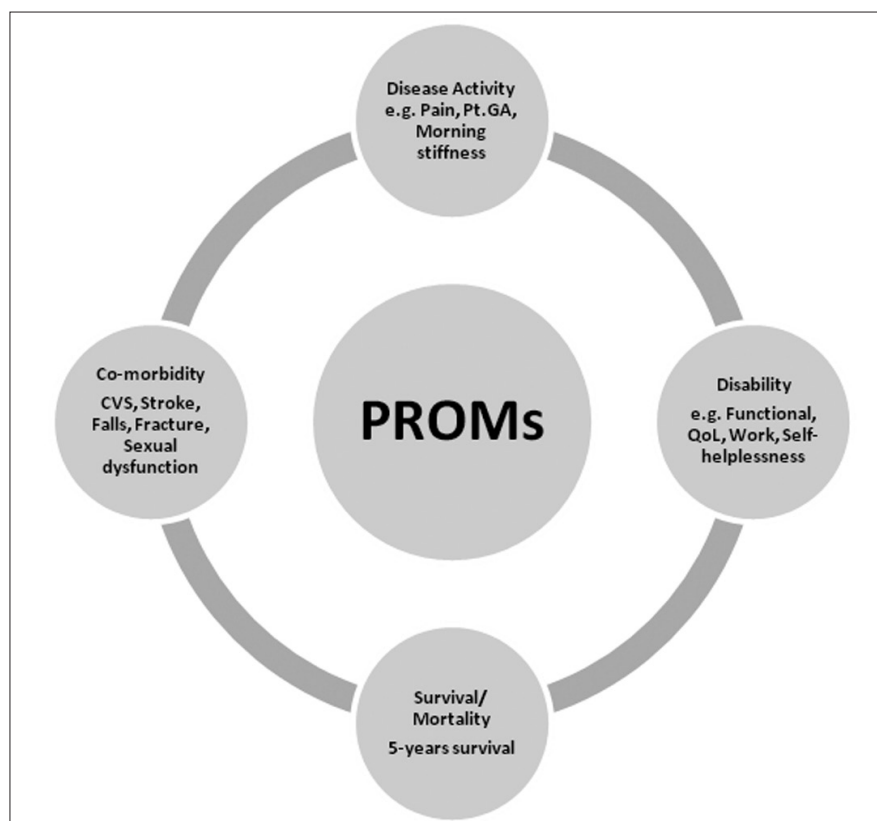 Disease Activity
e.g. Pain, Pt.GA,
Morning
stiffness
Co-morbidity
CVS, Stroke,
Falls, Fracture,
Sexual
dysfunction
PROMs
Disability
e.g. Functional,
QoL, Work, Self-
helplessness
Survival/
Mortality
5-years survival